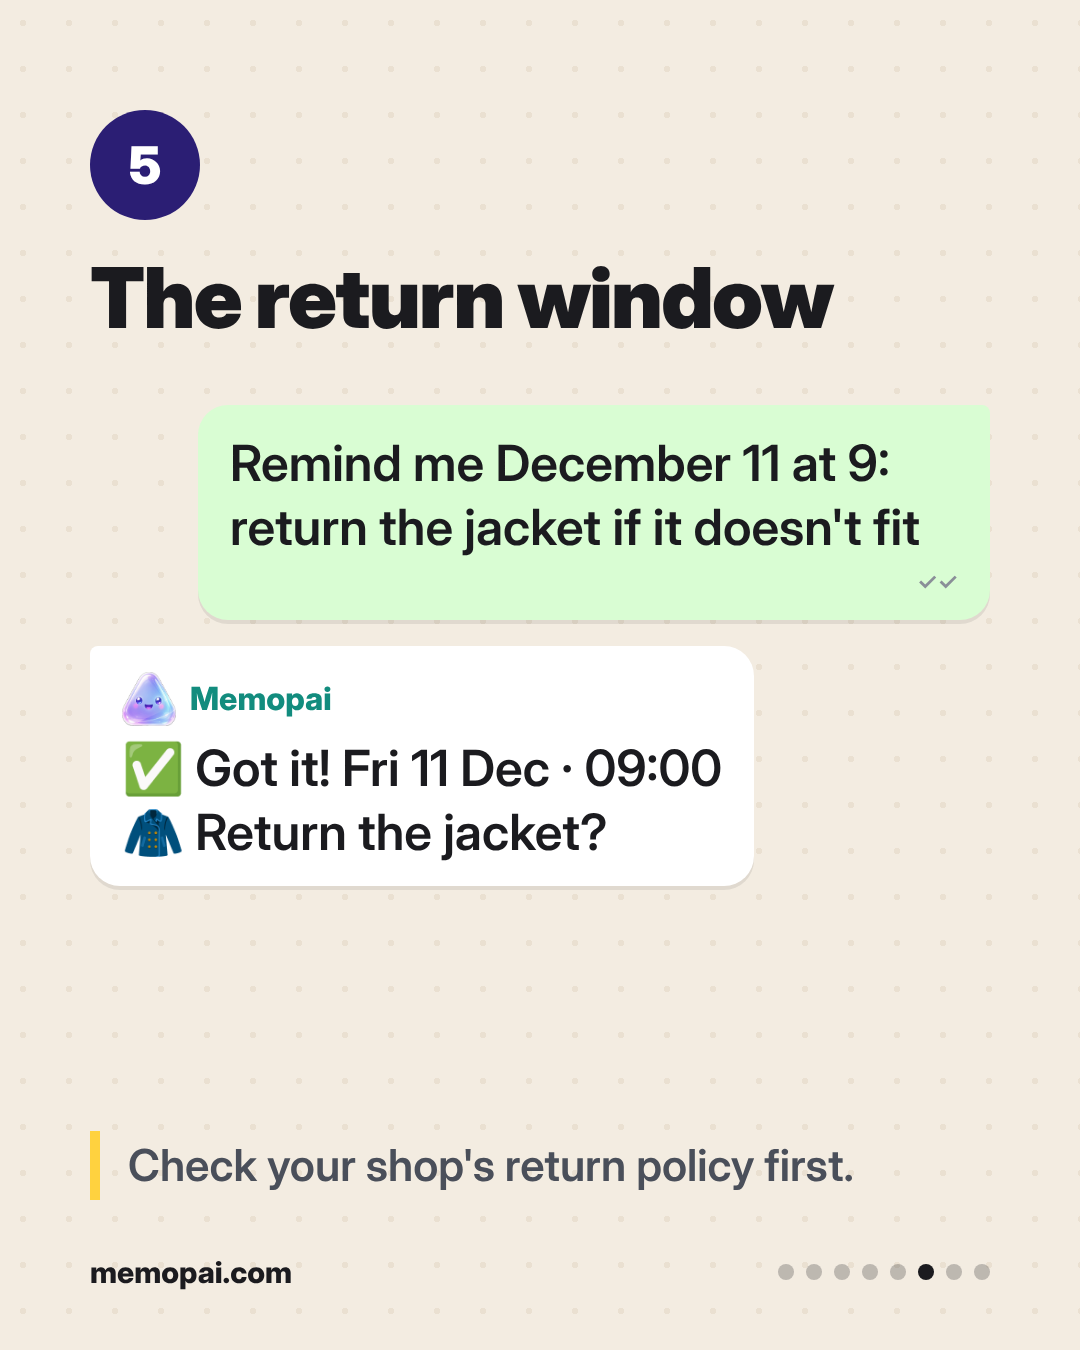 5
The return window
Remind me December 11 at 9:
return the jacket if it doesn't fit
Memopai
✅ Got it! Fri 11 Dec · 09:00
🧥 Return the jacket?
Check your shop's return policy first.
memopai.com